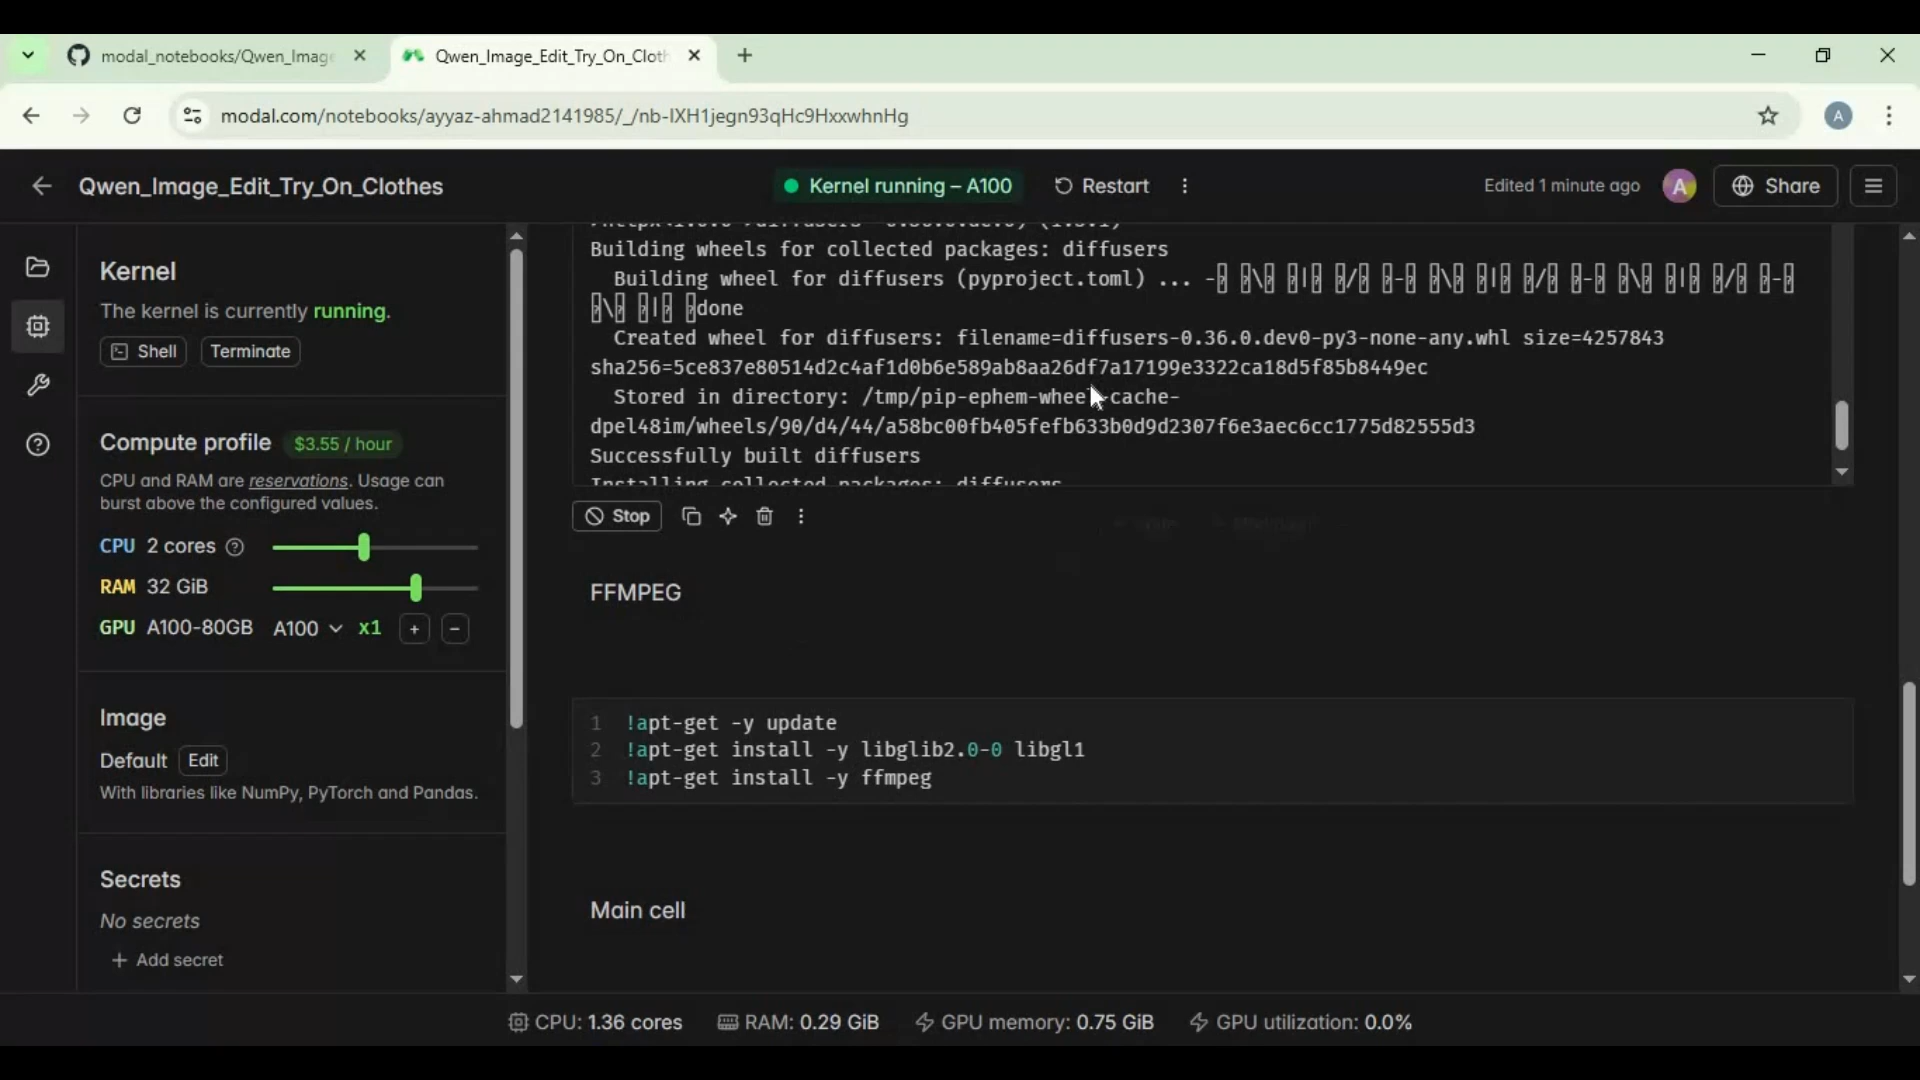 modal_notebooks/Qwen_Imag
Qwen_Image_Edit_Try_On_Cloth
modal.com/notebooks/ayyaz-ahmad2141985/_/nb-IXH1jegn93qHc9HxxwhnHg
A
Qwen_Image_Edit_Try_On_Clothes
Kernel running – A100
Restart
Edited 1 minute ago
A
Share
Kernel
The kernel is currently running.
Shell
Terminate
Compute profile $3.55 / hour
CPU and RAM are reservations. Usage can
burst above the configured values.
CPU 2 cores
RAM 32 GiB
GPU A100-80GB A100 x1 + -
Image
Default Edit
With libraries like NumPy, PyTorch and Pandas.
Secrets
No secrets
+ Add secret
Building wheels for collected packages: diffusers
Building wheel for diffusers (pyproject.toml) ... -\|/-\|/-\|/-
\| done
Created wheel for diffusers: filename=diffusers-0.36.0.dev0-py3-none-any.whl size=4257843
sha256=5ce837e80514d2c4af1d0b6e589ab8aa26df7a17199e3322ca18d5f85b8449ec
Stored in directory: /tmp/pip-ephem-wheel-cache-
dpel48im/wheels/90/d4/44/a58bc00fb405fefb633b0d9d2307f6e3aec6cc1775d82555d3
Successfully built diffusers
Installing collected packages: diffusers
Stop
FFMPEG
1 !apt-get -y update
2 !apt-get install -y libglib2.0-0 libgl1
3 !apt-get install -y ffmpeg
Main cell
CPU: 1.36 cores
RAM: 0.29 GiB
GPU memory: 0.75 GiB
GPU utilization: 0.0%